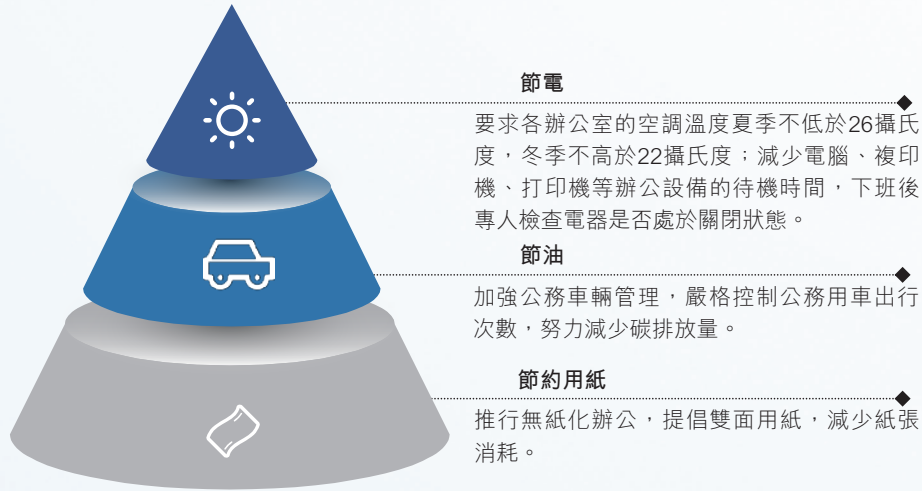 節電
要求各辦公室的空調溫度夏季不低於26攝氏
度，冬季不高於22攝氏度；減少電腦、複印
機、打印機等辦公設備的待機時間，下班後
專人檢查電器是否處於關閉狀態。
節油
加強公務車輛管理，嚴格控制公務用車出行
次數，努力減少碳排放量。
節約用紙
推行無紙化辦公，提倡雙面用紙，減少紙張
消耗。